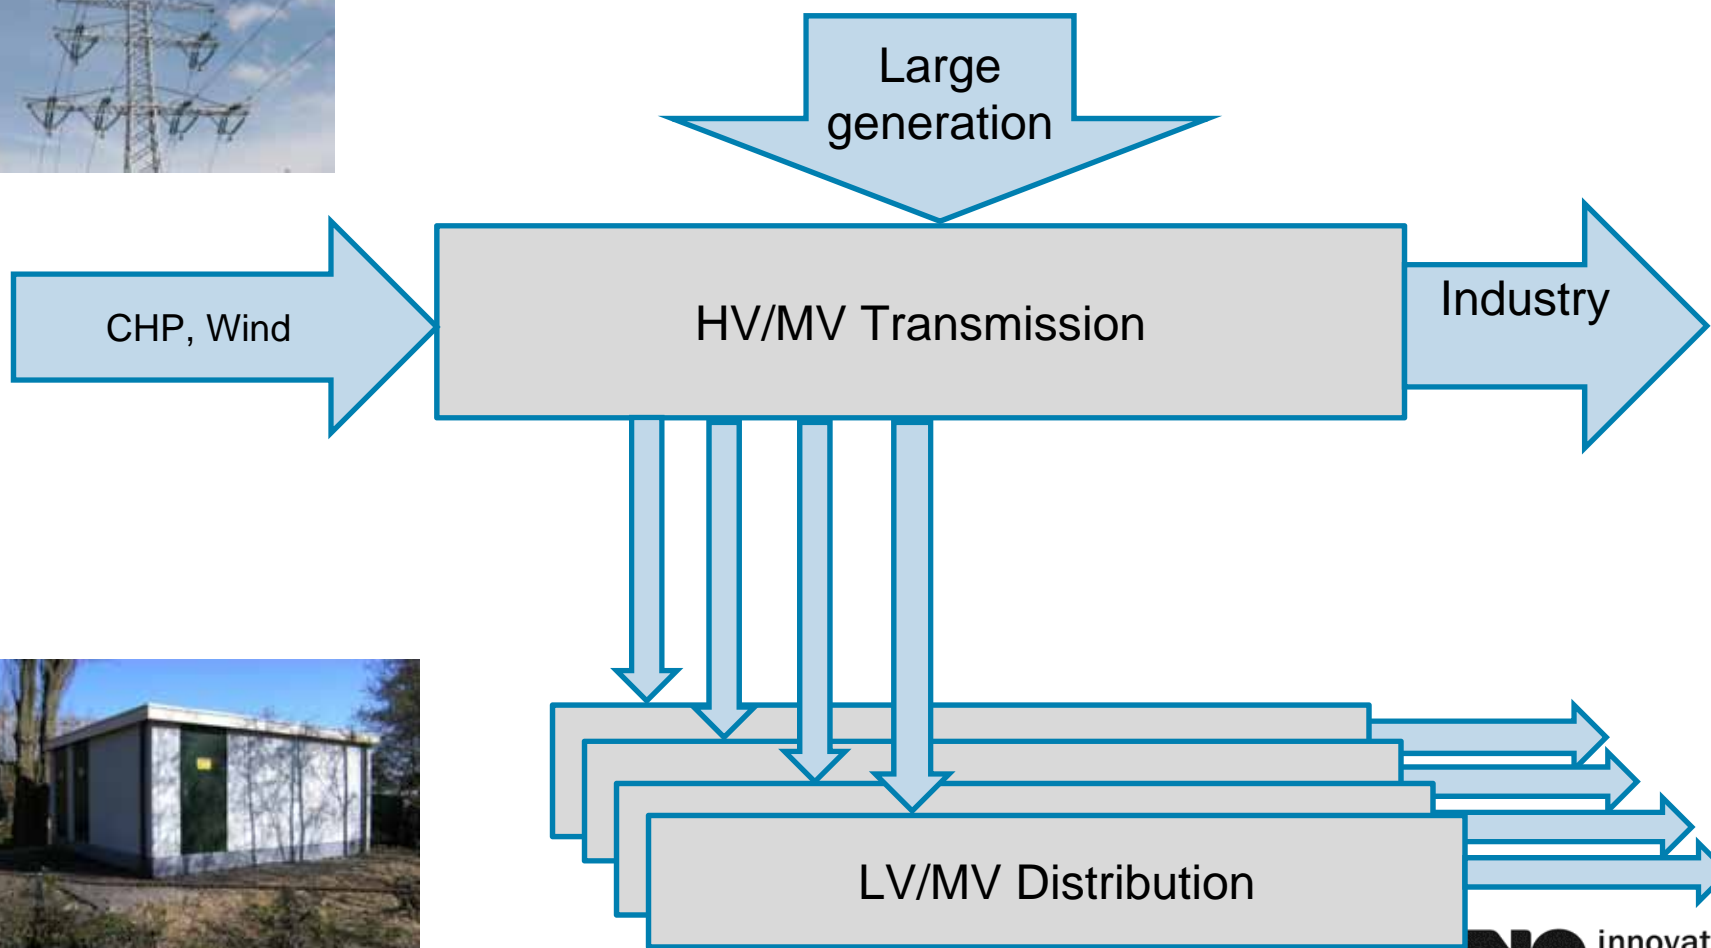 Large
generation
CHP, Wind
HV/MV Transmission
Industry
LV/MV Distribution